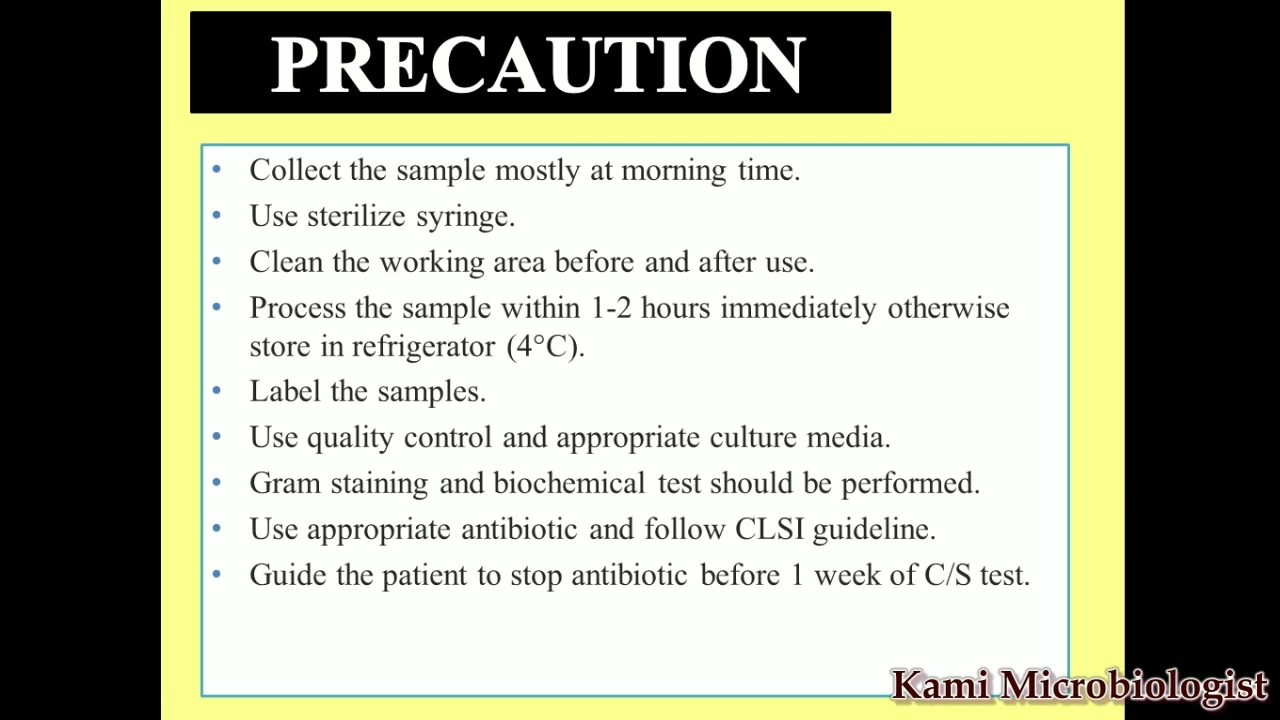 PRECAUTION
• Collect the sample mostly at morning time.
• Use sterilize syringe.
• Clean the working area before and after use.
• Process the sample within 1-2 hours immediately otherwise
store in refrigerator (4°C).
• Label the samples.
• Use quality control and appropriate culture media.
• Gram staining and biochemical test should be performed.
• Use appropriate antibiotic and follow CLSI guideline.
• Guide the patient to stop antibiotic before 1 week of C/S test.
Kami Microbiologist